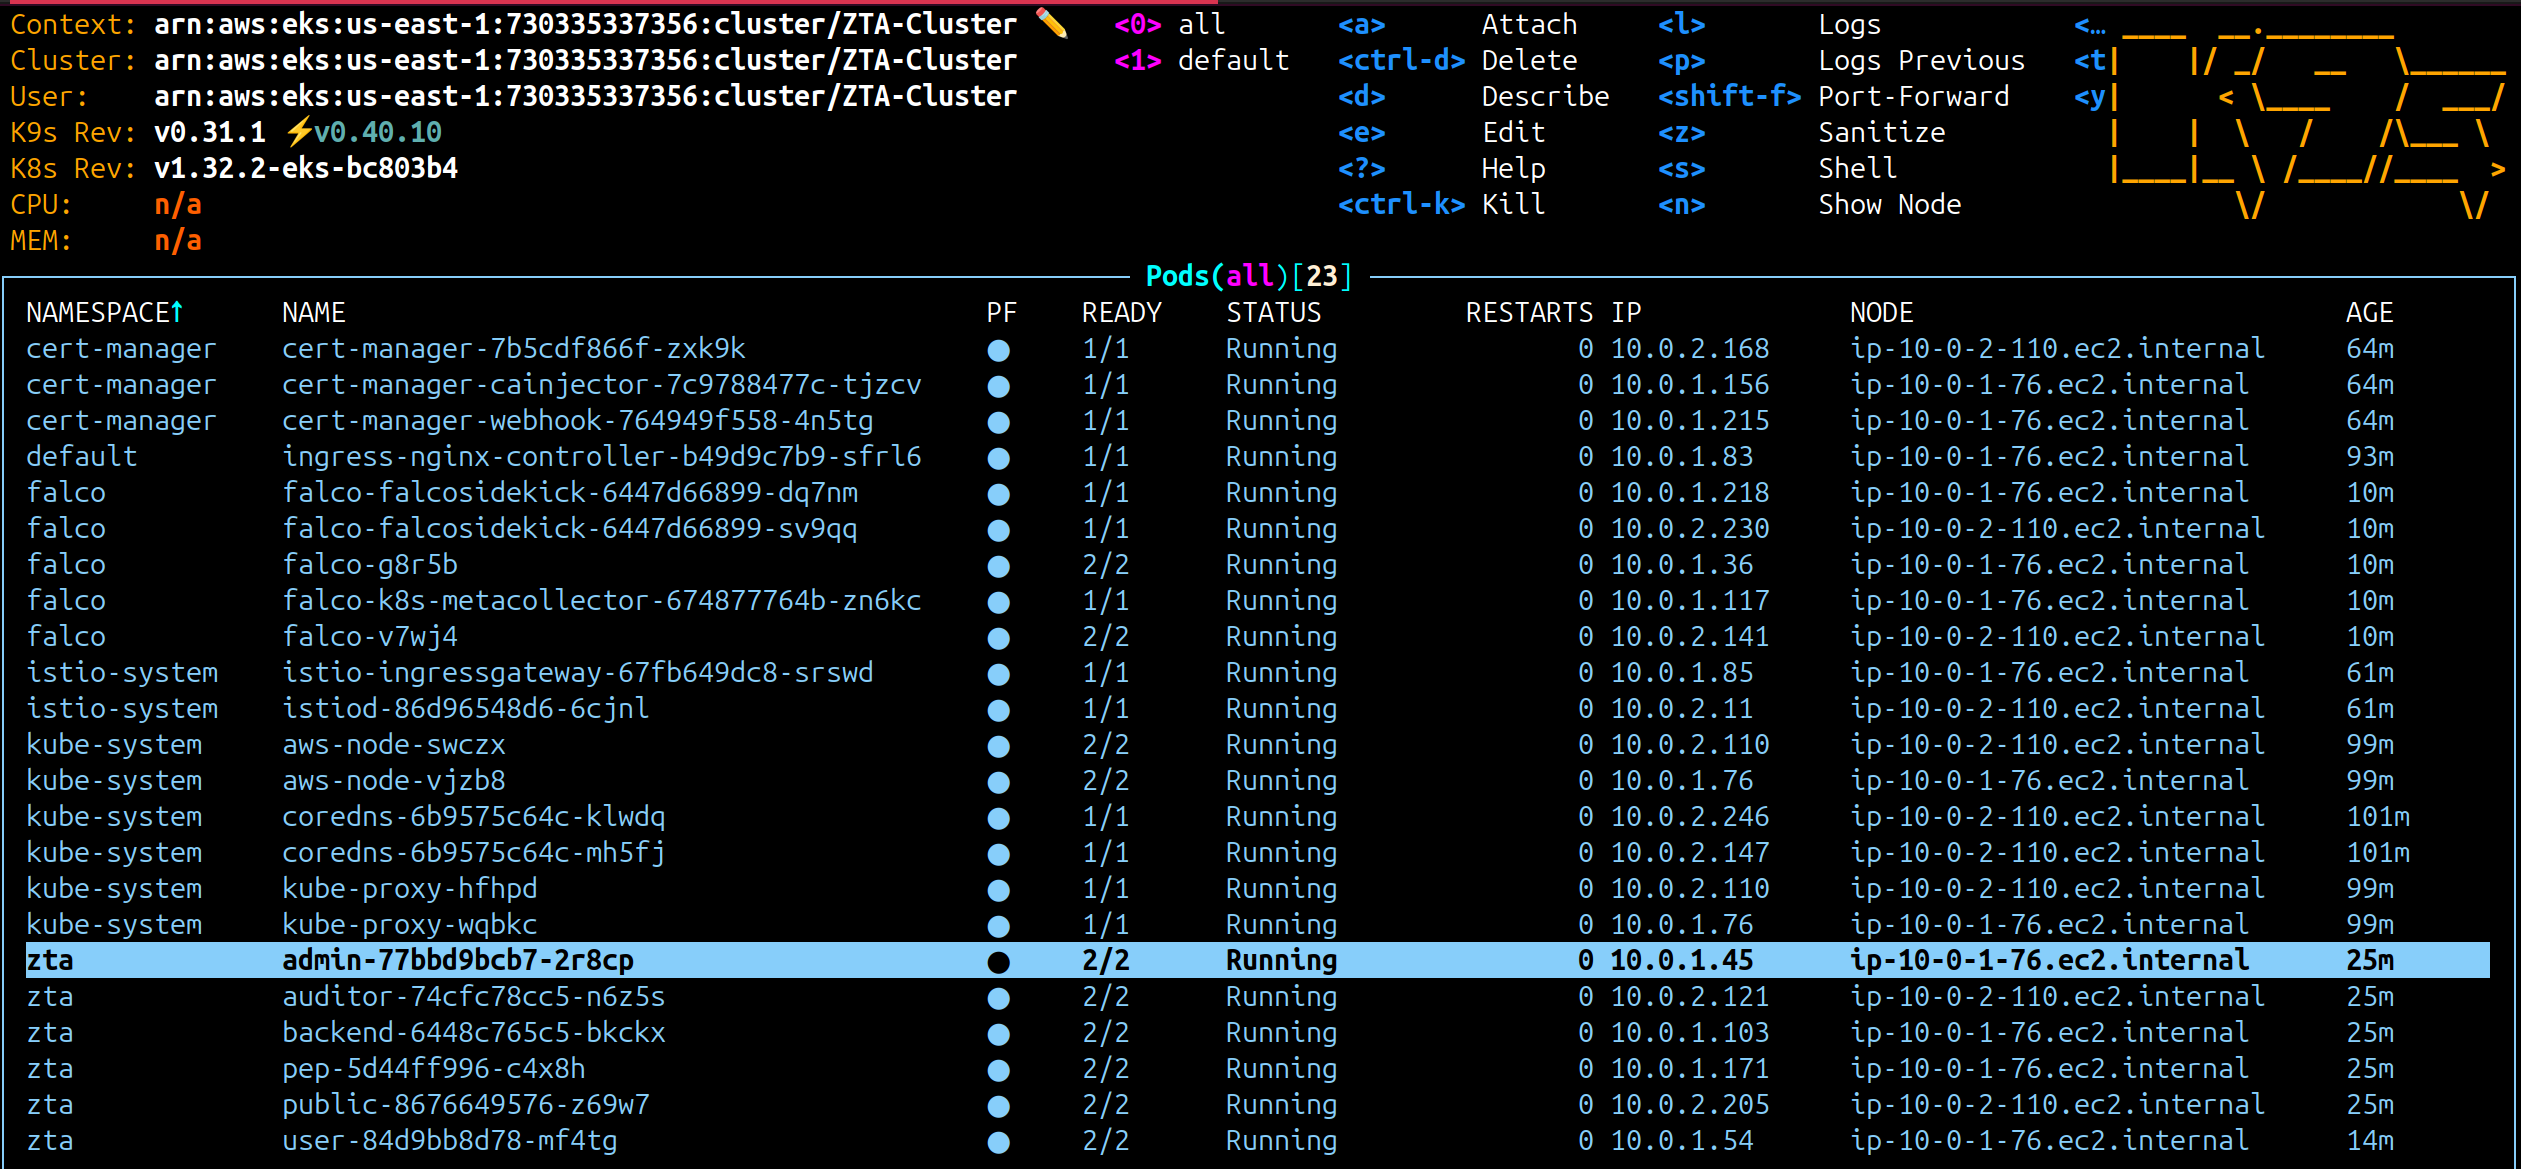 Context: arn:aws:eks:us-east-1:730335337356:cluster/ZTA-Cluster ✏️ <0> all <a> Attach <l> Logs <…
Cluster: arn:aws:eks:us-east-1:730335337356:cluster/ZTA-Cluster <1> default <ctrl-d> Delete <p> Logs Previous <t
User: arn:aws:eks:us-east-1:730335337356:cluster/ZTA-Cluster <d> Describe <shift-f> Port-Forward <y
K9s Rev: v0.31.1 ⚡v0.40.10 <e> Edit <z> Sanitize
K8s Rev: v1.32.2-eks-bc803b4 <?> Help <s> Shell
CPU: n/a <ctrl-k> Kill <n> Show Node
MEM: n/a
Pods(all)[23]
NAMESPACE↑ NAME PF READY STATUS RESTARTS IP NODE AGE
cert-manager cert-manager-7b5cdf866f-zxk9k ● 1/1 Running 0 10.0.2.168 ip-10-0-2-110.ec2.internal 64m
cert-manager cert-manager-cainjector-7c9788477c-tjzcv ● 1/1 Running 0 10.0.1.156 ip-10-0-1-76.ec2.internal 64m
cert-manager cert-manager-webhook-764949f558-4n5tg ● 1/1 Running 0 10.0.1.215 ip-10-0-1-76.ec2.internal 64m
default ingress-nginx-controller-b49d9c7b9-sfrl6 ● 1/1 Running 0 10.0.1.83 ip-10-0-1-76.ec2.internal 93m
falco falco-falcosidekick-6447d66899-dq7nm ● 1/1 Running 0 10.0.1.218 ip-10-0-1-76.ec2.internal 10m
falco falco-falcosidekick-6447d66899-sv9qq ● 1/1 Running 0 10.0.2.230 ip-10-0-2-110.ec2.internal 10m
falco falco-g8r5b ● 2/2 Running 0 10.0.1.36 ip-10-0-1-76.ec2.internal 10m
falco falco-k8s-metacollector-674877764b-zn6kc ● 1/1 Running 0 10.0.1.117 ip-10-0-1-76.ec2.internal 10m
falco falco-v7wj4 ● 2/2 Running 0 10.0.2.141 ip-10-0-2-110.ec2.internal 10m
istio-system istio-ingressgateway-67fb649dc8-srswd ● 1/1 Running 0 10.0.1.85 ip-10-0-1-76.ec2.internal 61m
istio-system istiod-86d96548d6-6cjnl ● 1/1 Running 0 10.0.2.11 ip-10-0-2-110.ec2.internal 61m
kube-system aws-node-swczx ● 2/2 Running 0 10.0.2.110 ip-10-0-2-110.ec2.internal 99m
kube-system aws-node-vjzb8 ● 2/2 Running 0 10.0.1.76 ip-10-0-1-76.ec2.internal 99m
kube-system coredns-6b9575c64c-klwdq ● 1/1 Running 0 10.0.2.246 ip-10-0-2-110.ec2.internal 101m
kube-system coredns-6b9575c64c-mh5fj ● 1/1 Running 0 10.0.2.147 ip-10-0-2-110.ec2.internal 101m
kube-system kube-proxy-hfhpd ● 1/1 Running 0 10.0.2.110 ip-10-0-2-110.ec2.internal 99m
kube-system kube-proxy-wqbkc ● 1/1 Running 0 10.0.1.76 ip-10-0-1-76.ec2.internal 99m
zta admin-77bbd9bcb7-2r8cp ● 2/2 Running 0 10.0.1.45 ip-10-0-1-76.ec2.internal 25m
zta auditor-74cfc78cc5-n6z5s ● 2/2 Running 0 10.0.2.121 ip-10-0-2-110.ec2.internal 25m
zta backend-6448c765c5-bkckx ● 2/2 Running 0 10.0.1.103 ip-10-0-1-76.ec2.internal 25m
zta pep-5d44ff996-c4x8h ● 2/2 Running 0 10.0.1.171 ip-10-0-1-76.ec2.internal 25m
zta public-8676649576-z69w7 ● 2/2 Running 0 10.0.2.205 ip-10-0-2-110.ec2.internal 25m
zta user-84d9bb8d78-mf4tg ● 2/2 Running 0 10.0.1.54 ip-10-0-1-76.ec2.internal 14m